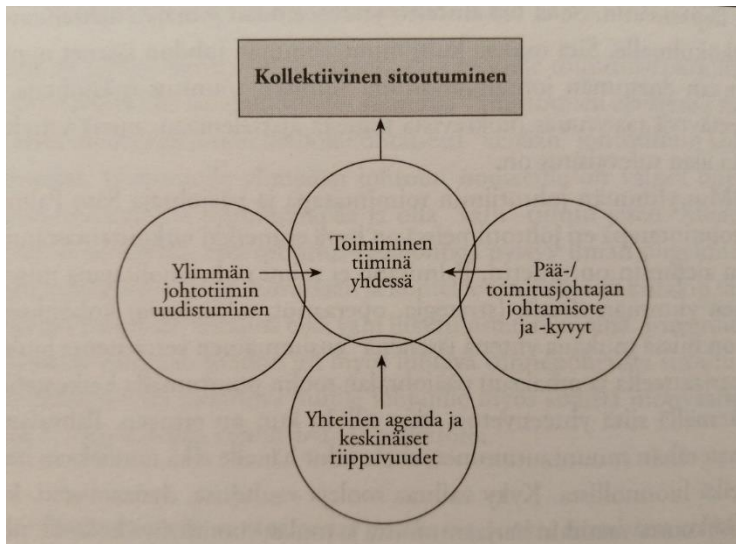 Kollektiivinen sitoutuminen
Toimiminen
tiiminä
yhdessä
Ylimmän
johtotiimin
uudistuminen
Pää-/
toimitusjohtajan
johtamisote
ja -kyvyt
Yhteinen agenda ja
keskinäiset
riippuvuudet